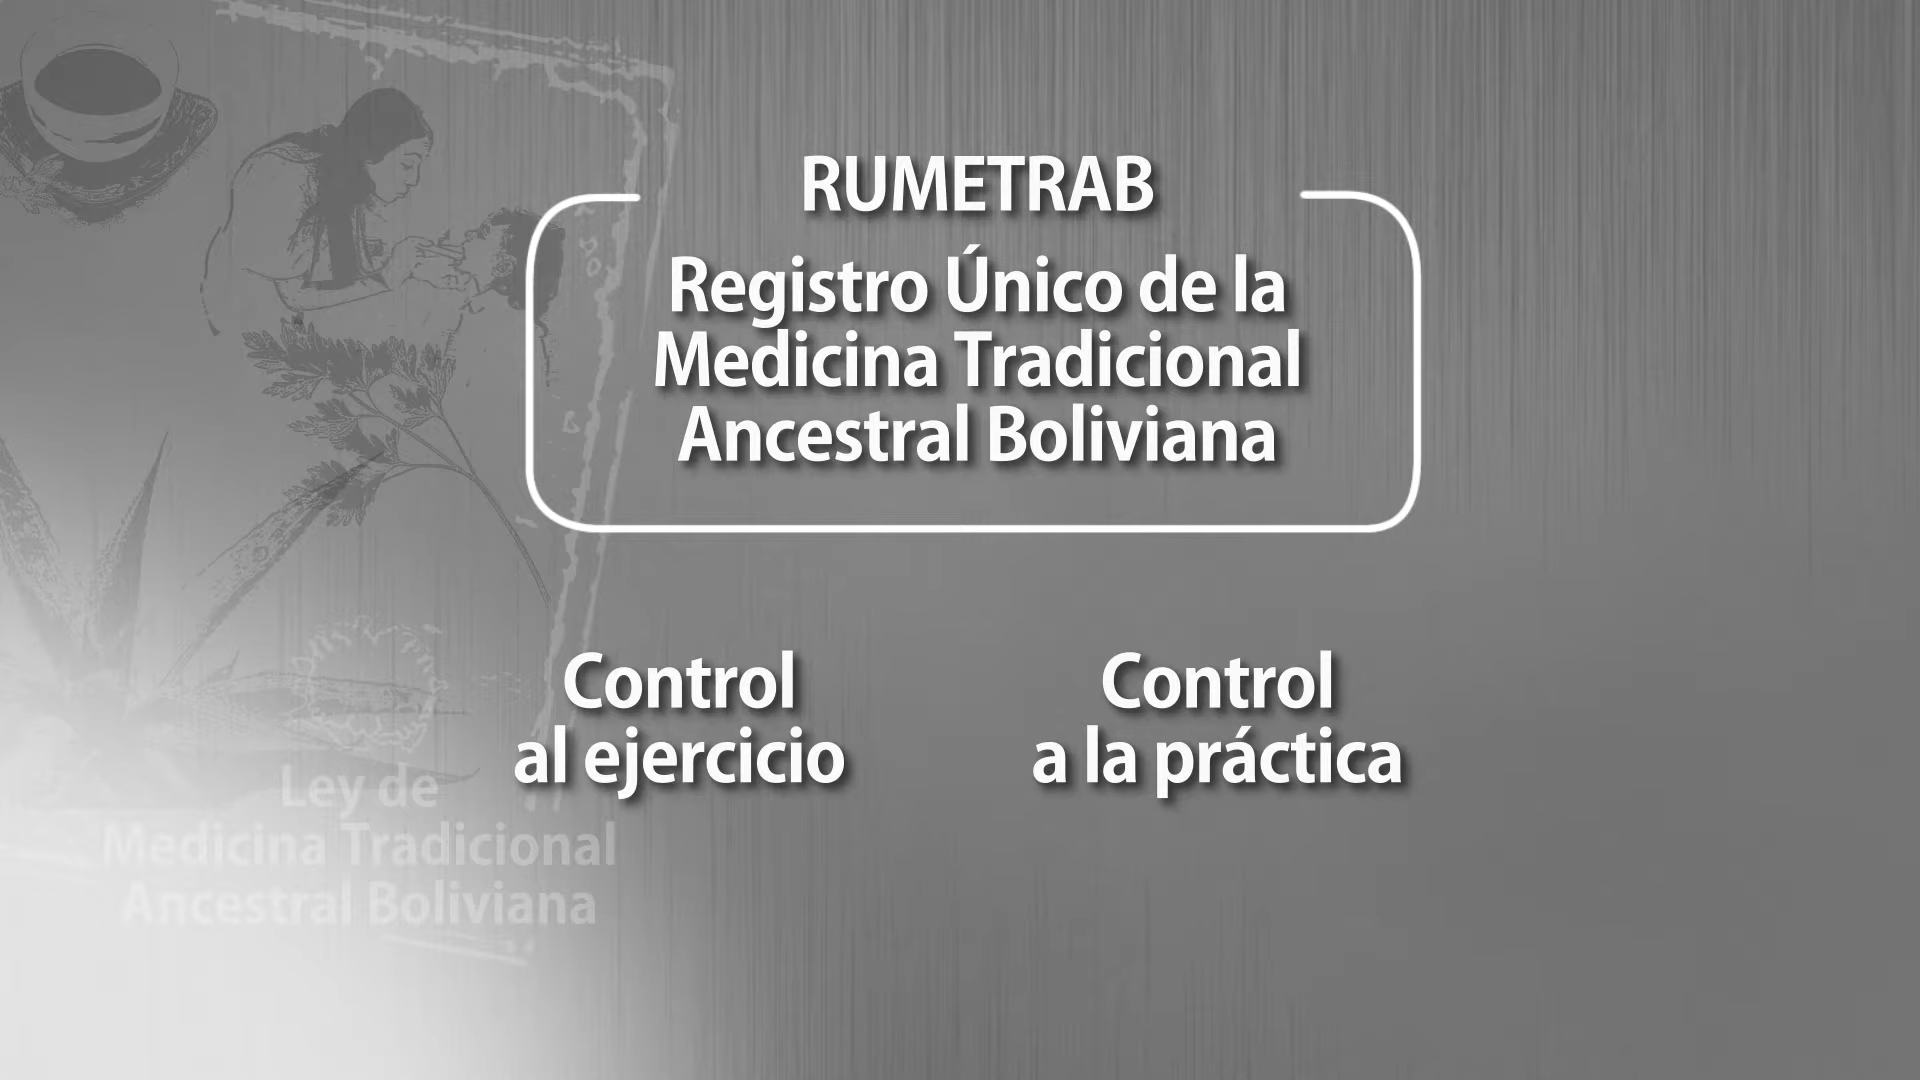 RUMETRAB
Registro Único de la
Medicina Tradicional
Ancestral Boliviana
Control
al ejercicio
Control
a la práctica
Ley de
Medicina Tradicional
Ancestral Boliviana